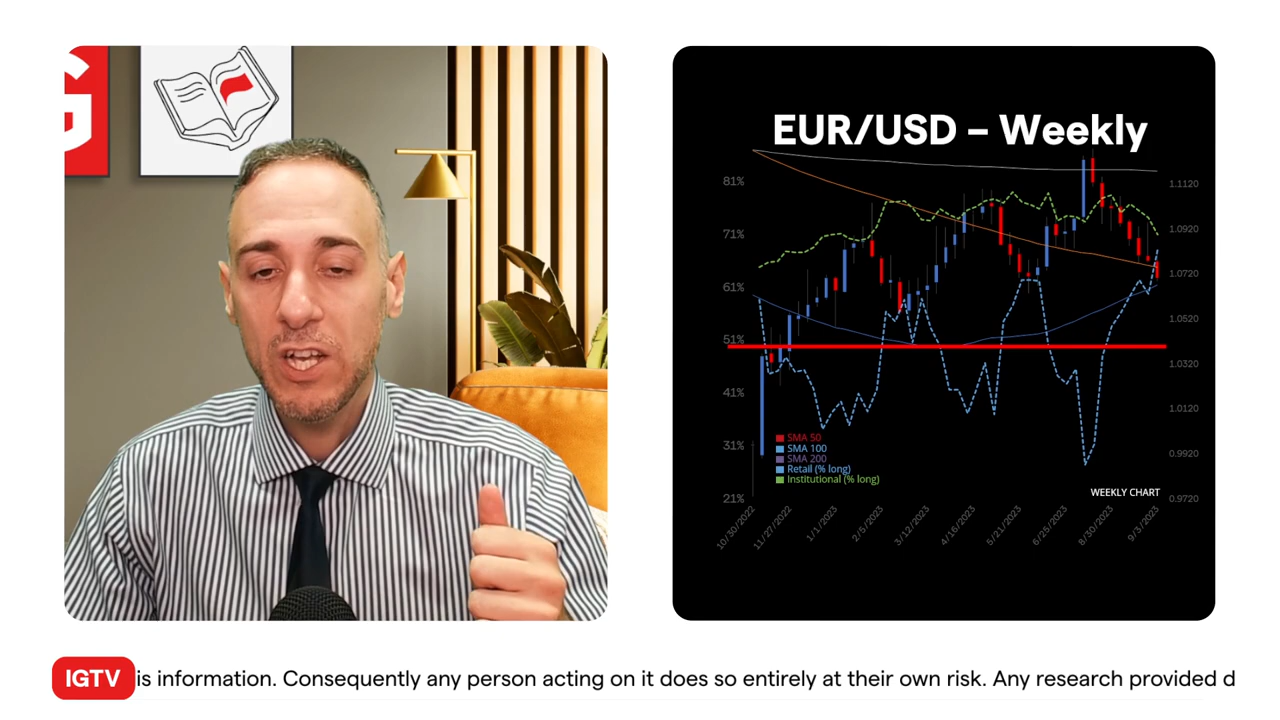 G
EUR/USD – Weekly
81%
71%
61%
51%
41%
31%
21%
1.1120
1.0920
1.0720
1.0520
1.0320
1.0120
0.9920
0.9720
SMA 50
SMA 100
SMA 200
Retail (% long)
Institutional (% long)
WEEKLY CHART
10/30/2022
11/27/2022
1/1/2023
2/5/2023
3/12/2023
4/16/2023
5/21/2023
6/25/2023
8/30/2023
9/3/2023
IGTV is information. Consequently any person acting on it does so entirely at their own risk. Any research provided d